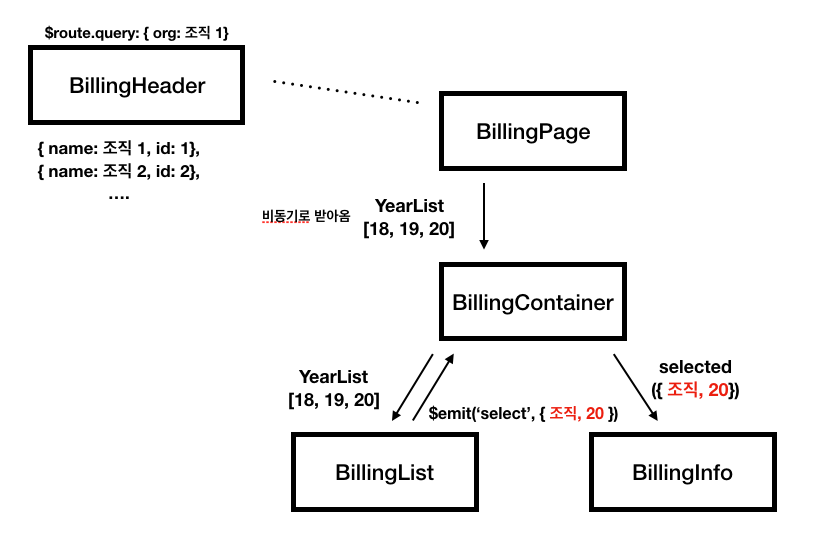 $route.query: { org: 조직 1}
BillingHeader
{ name: 조직 1, id: 1},
{ name: 조직 2, id: 2},
....
BillingPage
비동기로 받아옴
YearList
[18, 19, 20]
BillingContainer
YearList
[18, 19, 20]
$emit(‘select’, { 조직, 20 })
selected
({ 조직, 20})
BillingList
BillingInfo